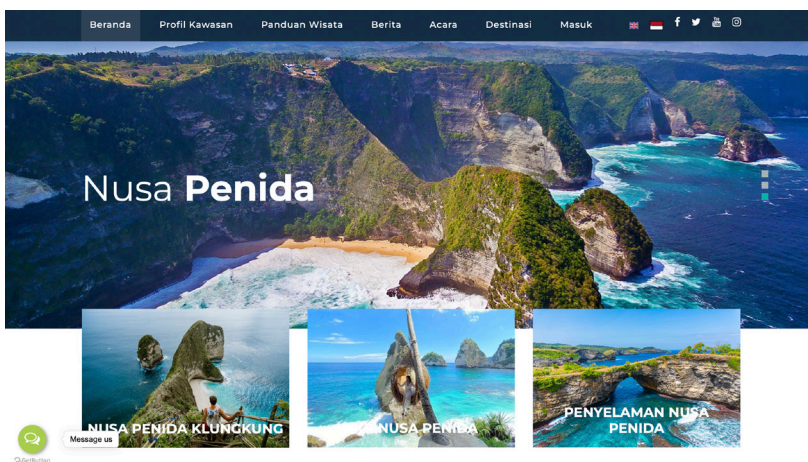 Beranda Profil Kawasan Panduan Wisata Berita Acara Destinasi Masuk
Nusa Penida
NUSA PENIDA KLUNGKUNG
NUSA PENIDA
PENYELAMAN NUSA
PENIDA
Message us